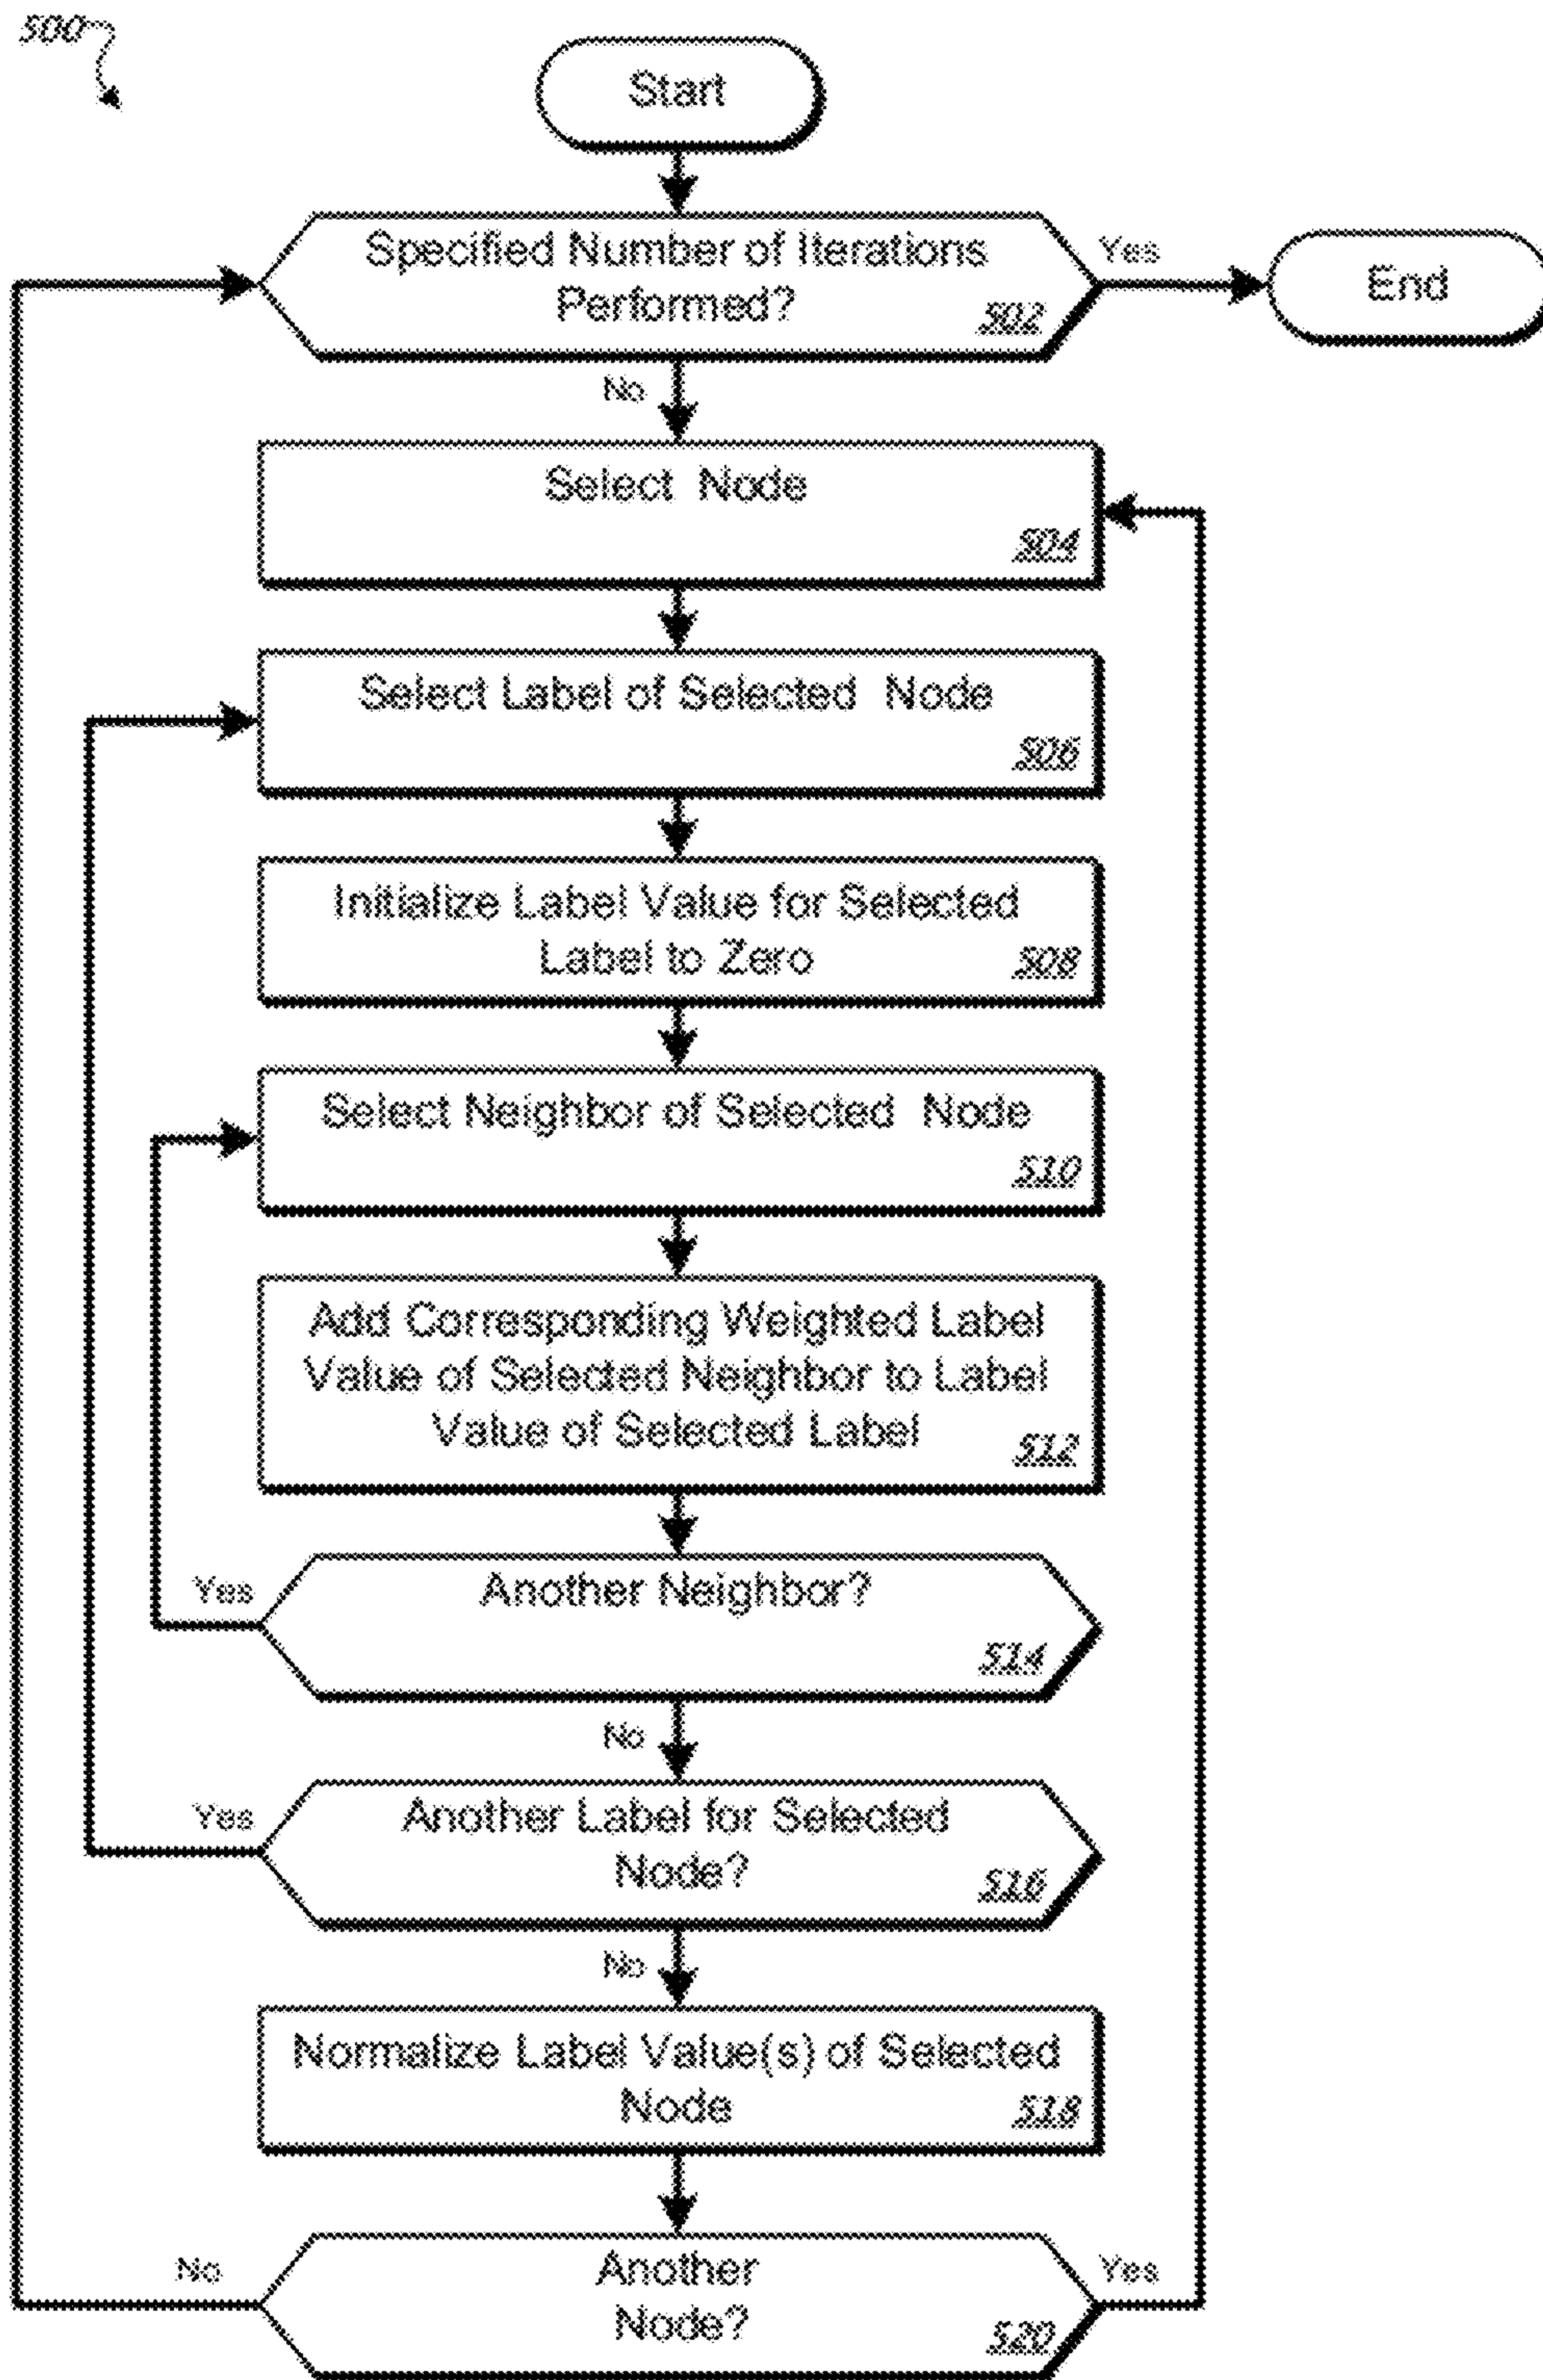 500
Start
Specified Number of Iterations
Performed?
502
Yes
End
No
Select Node
504
Select Label of Selected Node
506
Initialize Label Value for Selected
Label to Zero
508
Select Neighbor of Selected Node
510
Add Corresponding Weighted Label
Value of Selected Neighbor to Label
Value of Selected Label
512
Another Neighbor?
514
Yes
No
Another Label for Selected
Node?
516
Yes
No
Normalize Label Value(s) of Selected
Node
518
Another
Node?
520
No
Yes